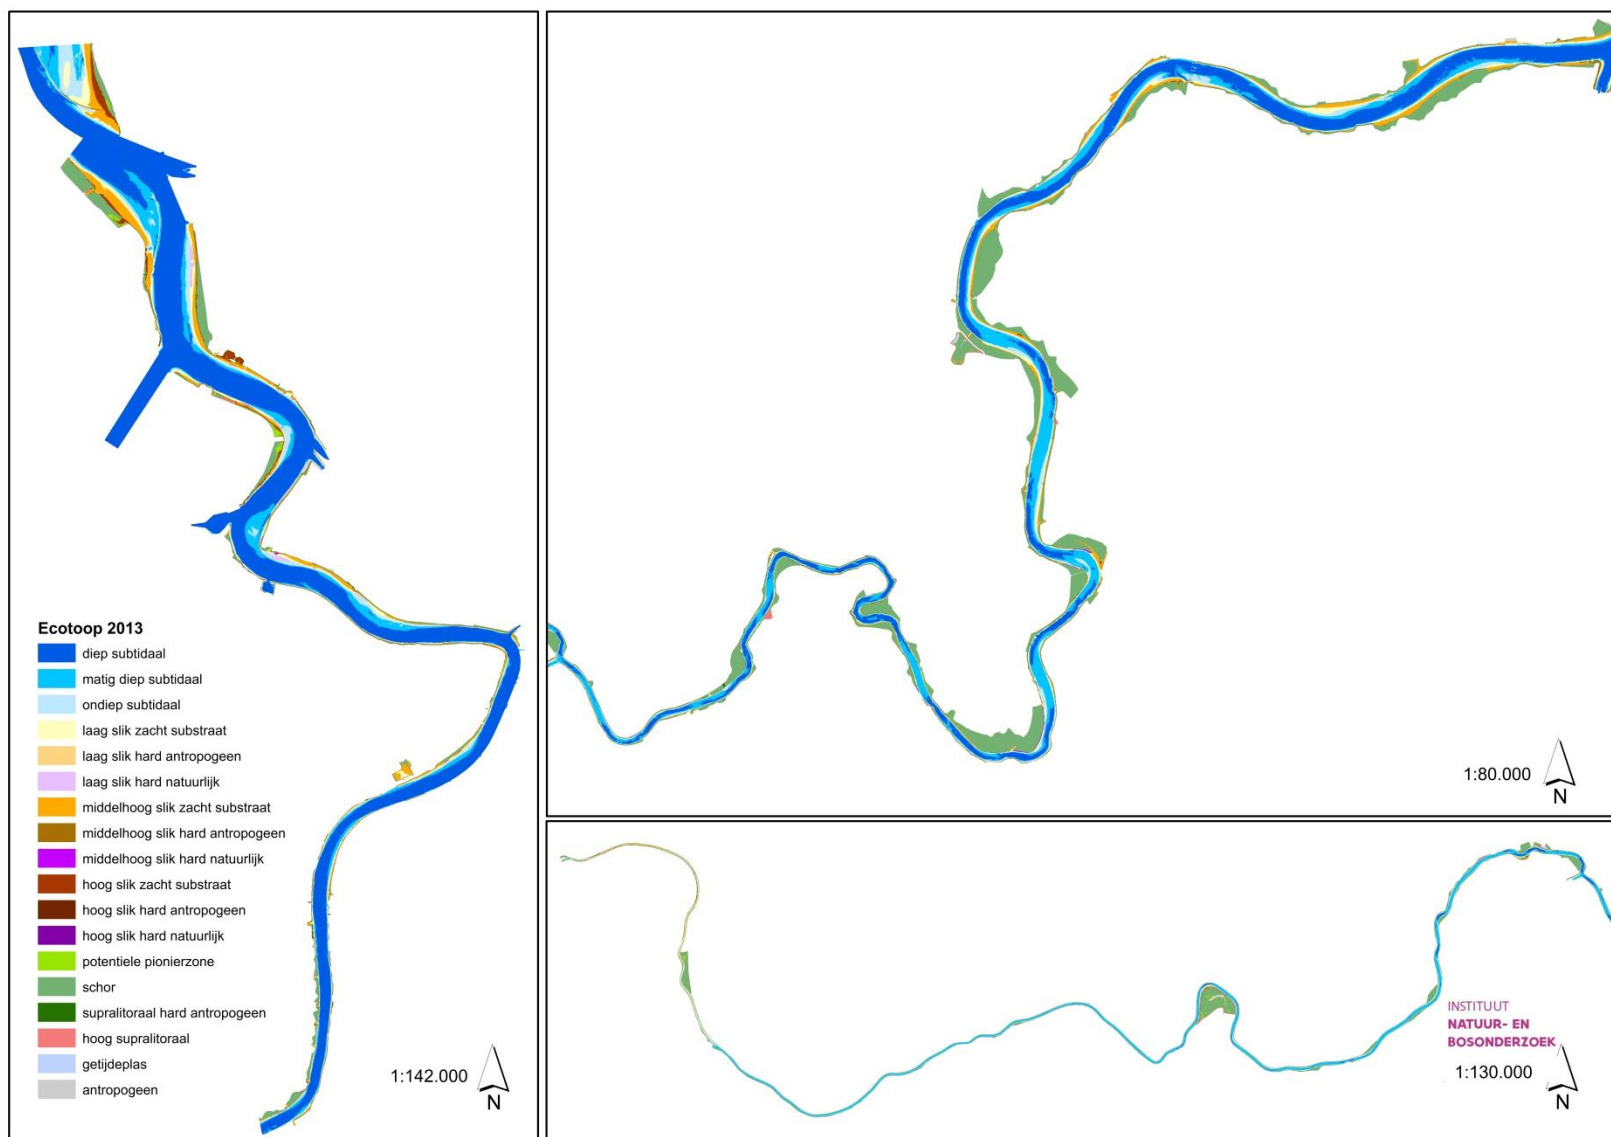 Ecotoop 2013
diep subtidaal
matig diep subtidaal
ondiep subtidaal
laag slik zacht substraat
laag slik hard antropogeen
laag slik hard natuurlijk
middelhoog slik zacht substraat
middelhoog slik hard antropogeen
middelhoog slik hard natuurlijk
hoog slik zacht substraat
hoog slik hard antropogeen
hoog slik hard natuurlijk
potentiele pionierzone
schor
supralitoraal hard antropogeen
hoog supralitoraal
getijdeplas
antropogeen
1:142.000
N
1:80.000
N
INSTITUUT
NATUUR- EN
BOSONDERZOEK
1:130.000
N